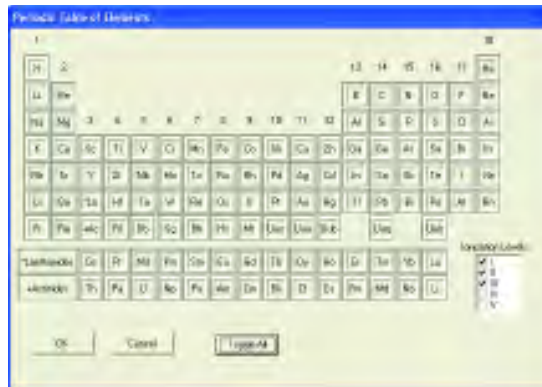 Periodic Table of Elements
1 18
H 2 13 14 15 16 17 He
Li Be B C N O F Ne
Na Mg 3 4 5 6 7 8 9 10 11 12 Al Si P S Cl Ar
K Ca Sc Ti V Cr Mn Fe Co Ni Cu Zn Ga Ge As Se Br Kr
Rb Sr Y Zr Nb Mo Tc Ru Rh Pd Ag Cd In Sn Sb Te I Xe
Cs Ba *La Hf Ta W Re Os Ir Pt Au Hg Tl Pb Bi Po At Rn
Fr Ra +Ac Rf Db Sg Bh Hs Mt Uun Uuu Uub Uuq Uuh
*Lanthanides Ce Pr Nd Pm Sm Eu Gd Tb Dy Ho Er Tm Yb Lu
+Actinides Th Pa U Np Pu Am Cm Bk Cf Es Fm Md No Lr
Ionization Levels
I
II
III
IV
V
OK Cancel Toggle All